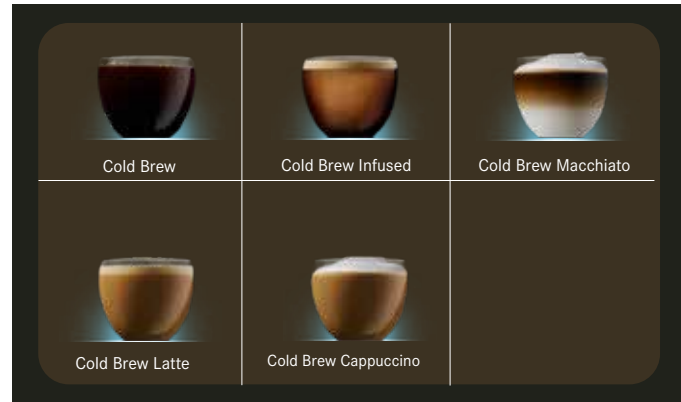 Cold Brew
Cold Brew Infused
Cold Brew Macchiato
Cold Brew Latte
Cold Brew Cappuccino